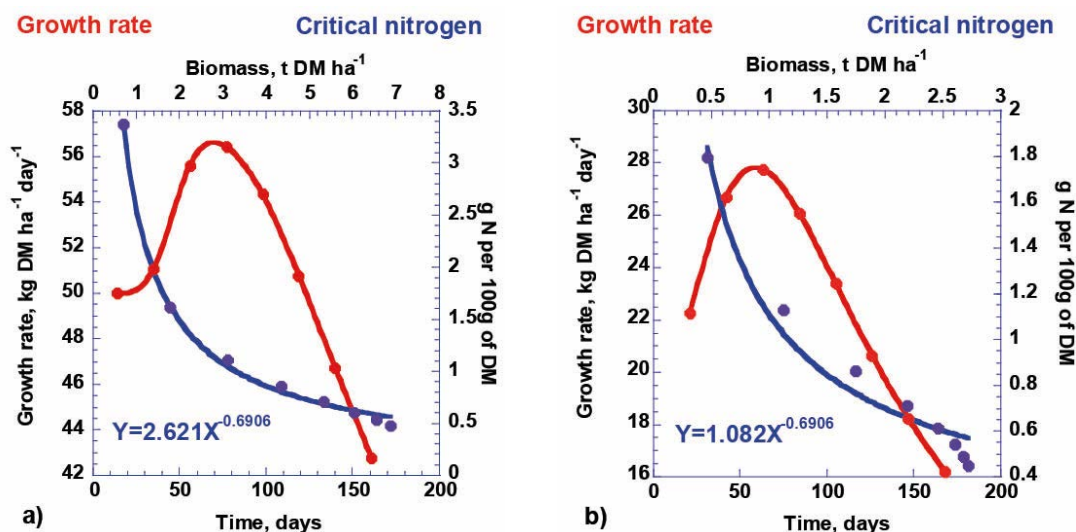 Growth rate
Critical nitrogen
Biomass, t DM ha-1
0 1 2 3 4 5 6 7 8
58
56
54
52
50
48
46
44
42
Growth rate, kg DM ha-1 day-1
3.5
3
2.5
2
1.5
1
0.5
0
g N per 100g of DM
Y=2.621X-0.6906
0 50 100 150 200
Time, days
a)
Growth rate
Critical nitrogen
Biomass, t DM ha-1
0 0.5 1 1.5 2 2.5 3
30
28
26
24
22
20
18
16
Growth rate, kg DM ha-1 day-1
2
1.8
1.6
1.4
1.2
1
0.8
0.6
0.4
g N per 100g of DM
Y=1.082X-0.6906
0 50 100 150 200
Time, days
b)